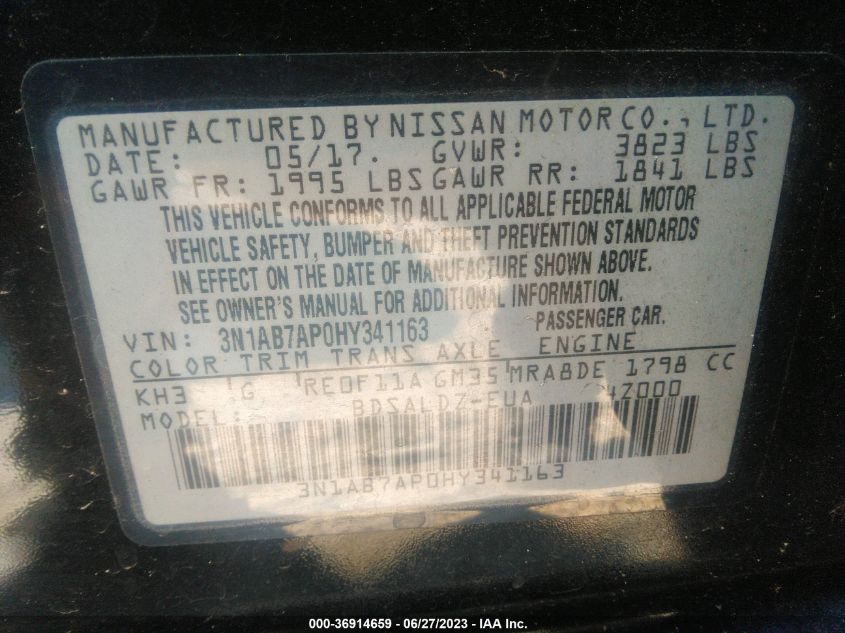 MANUFACTURED BY NISSAN MOTOR CO., LTD.
DATE: 05/17. GVWR: 3823 LBS
GAWR FR: 1995 LBS GAWR RR: 1841 LBS
THIS VEHICLE CONFORMS TO ALL APPLICABLE FEDERAL MOTOR
VEHICLE SAFETY, BUMPER AND THEFT PREVENTION STANDARDS
IN EFFECT ON THE DATE OF MANUFACTURE SHOWN ABOVE.
SEE OWNER'S MANUAL FOR ADDITIONAL INFORMATION.
VIN: 3N1AB7AP0HY341163 PASSENGER CAR.
COLOR TRIM TRANS AXLE ENGINE
KH3 G RE0F11A GM35 MRA8DE 1798 CC
MODEL: BDSALDZ-EUA 4Z000
3N1AB7AP0HY341163
000-36914659 / 06/27/2023 - IAA Inc.